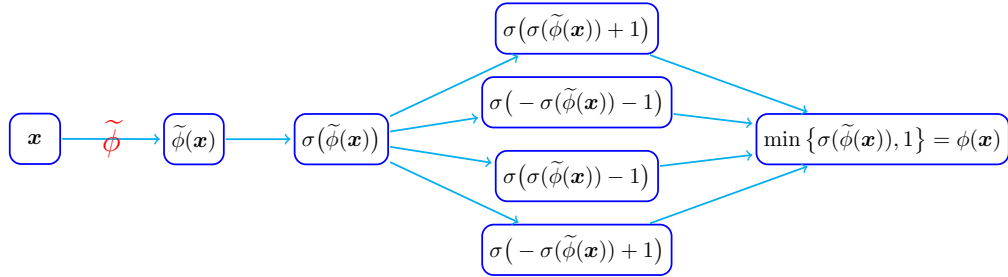 𝒙
ϕ̃
ϕ̃(𝒙)
σ(ϕ̃(𝒙))
σ(σ(ϕ̃(𝒙)) + 1)
σ(− σ(ϕ̃(𝒙)) − 1)
σ(σ(ϕ̃(𝒙)) − 1)
σ(− σ(ϕ̃(𝒙)) + 1)
min {σ(ϕ̃(𝒙)), 1} = ϕ(𝒙)